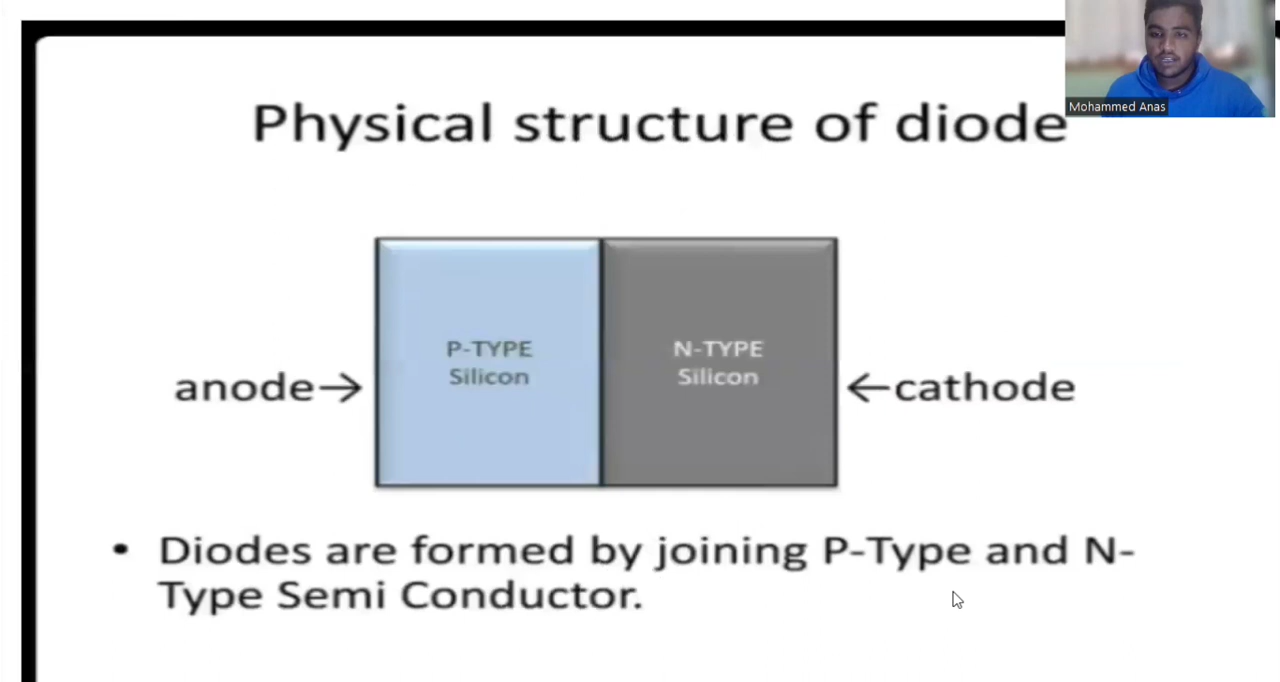 Mohammed Anas
Physical structure of diode
P-TYPE
Silicon
N-TYPE
Silicon
anode→
←cathode
• Diodes are formed by joining P-Type and N-
Type Semi Conductor.